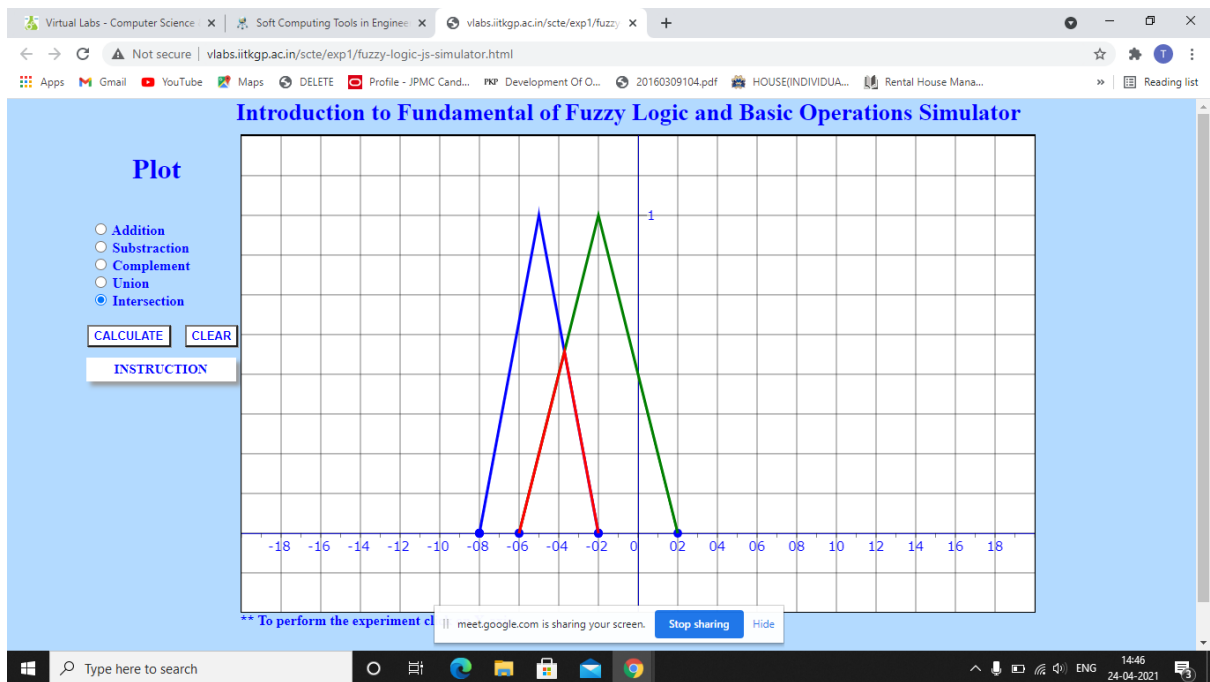 Virtual Labs - Computer Science
Soft Computing Tools in Enginee
vlabs.iitkgp.ac.in/scte/exp1/fuzzy
Not secure | vlabs.iitkgp.ac.in/scte/exp1/fuzzy-logic-js-simulator.html
T
Apps Gmail YouTube Maps DELETE Profile - JPMC Cand... PKP Development Of O... 20160309104.pdf HOUSE(INDIVIDUA... Rental House Mana... » Reading list
Introduction to Fundamental of Fuzzy Logic and Basic Operations Simulator
Plot
Addition
Substraction
Complement
Union
Intersection
CALCULATE CLEAR
INSTRUCTION
1
-18 -16 -14 -12 -10 -08 -06 -04 -02 0 02 04 06 08 10 12 14 16 18
** To perform the experiment cl
meet.google.com is sharing your screen. Stop sharing Hide
Type here to search
ENG
14:46
24-04-2021
3